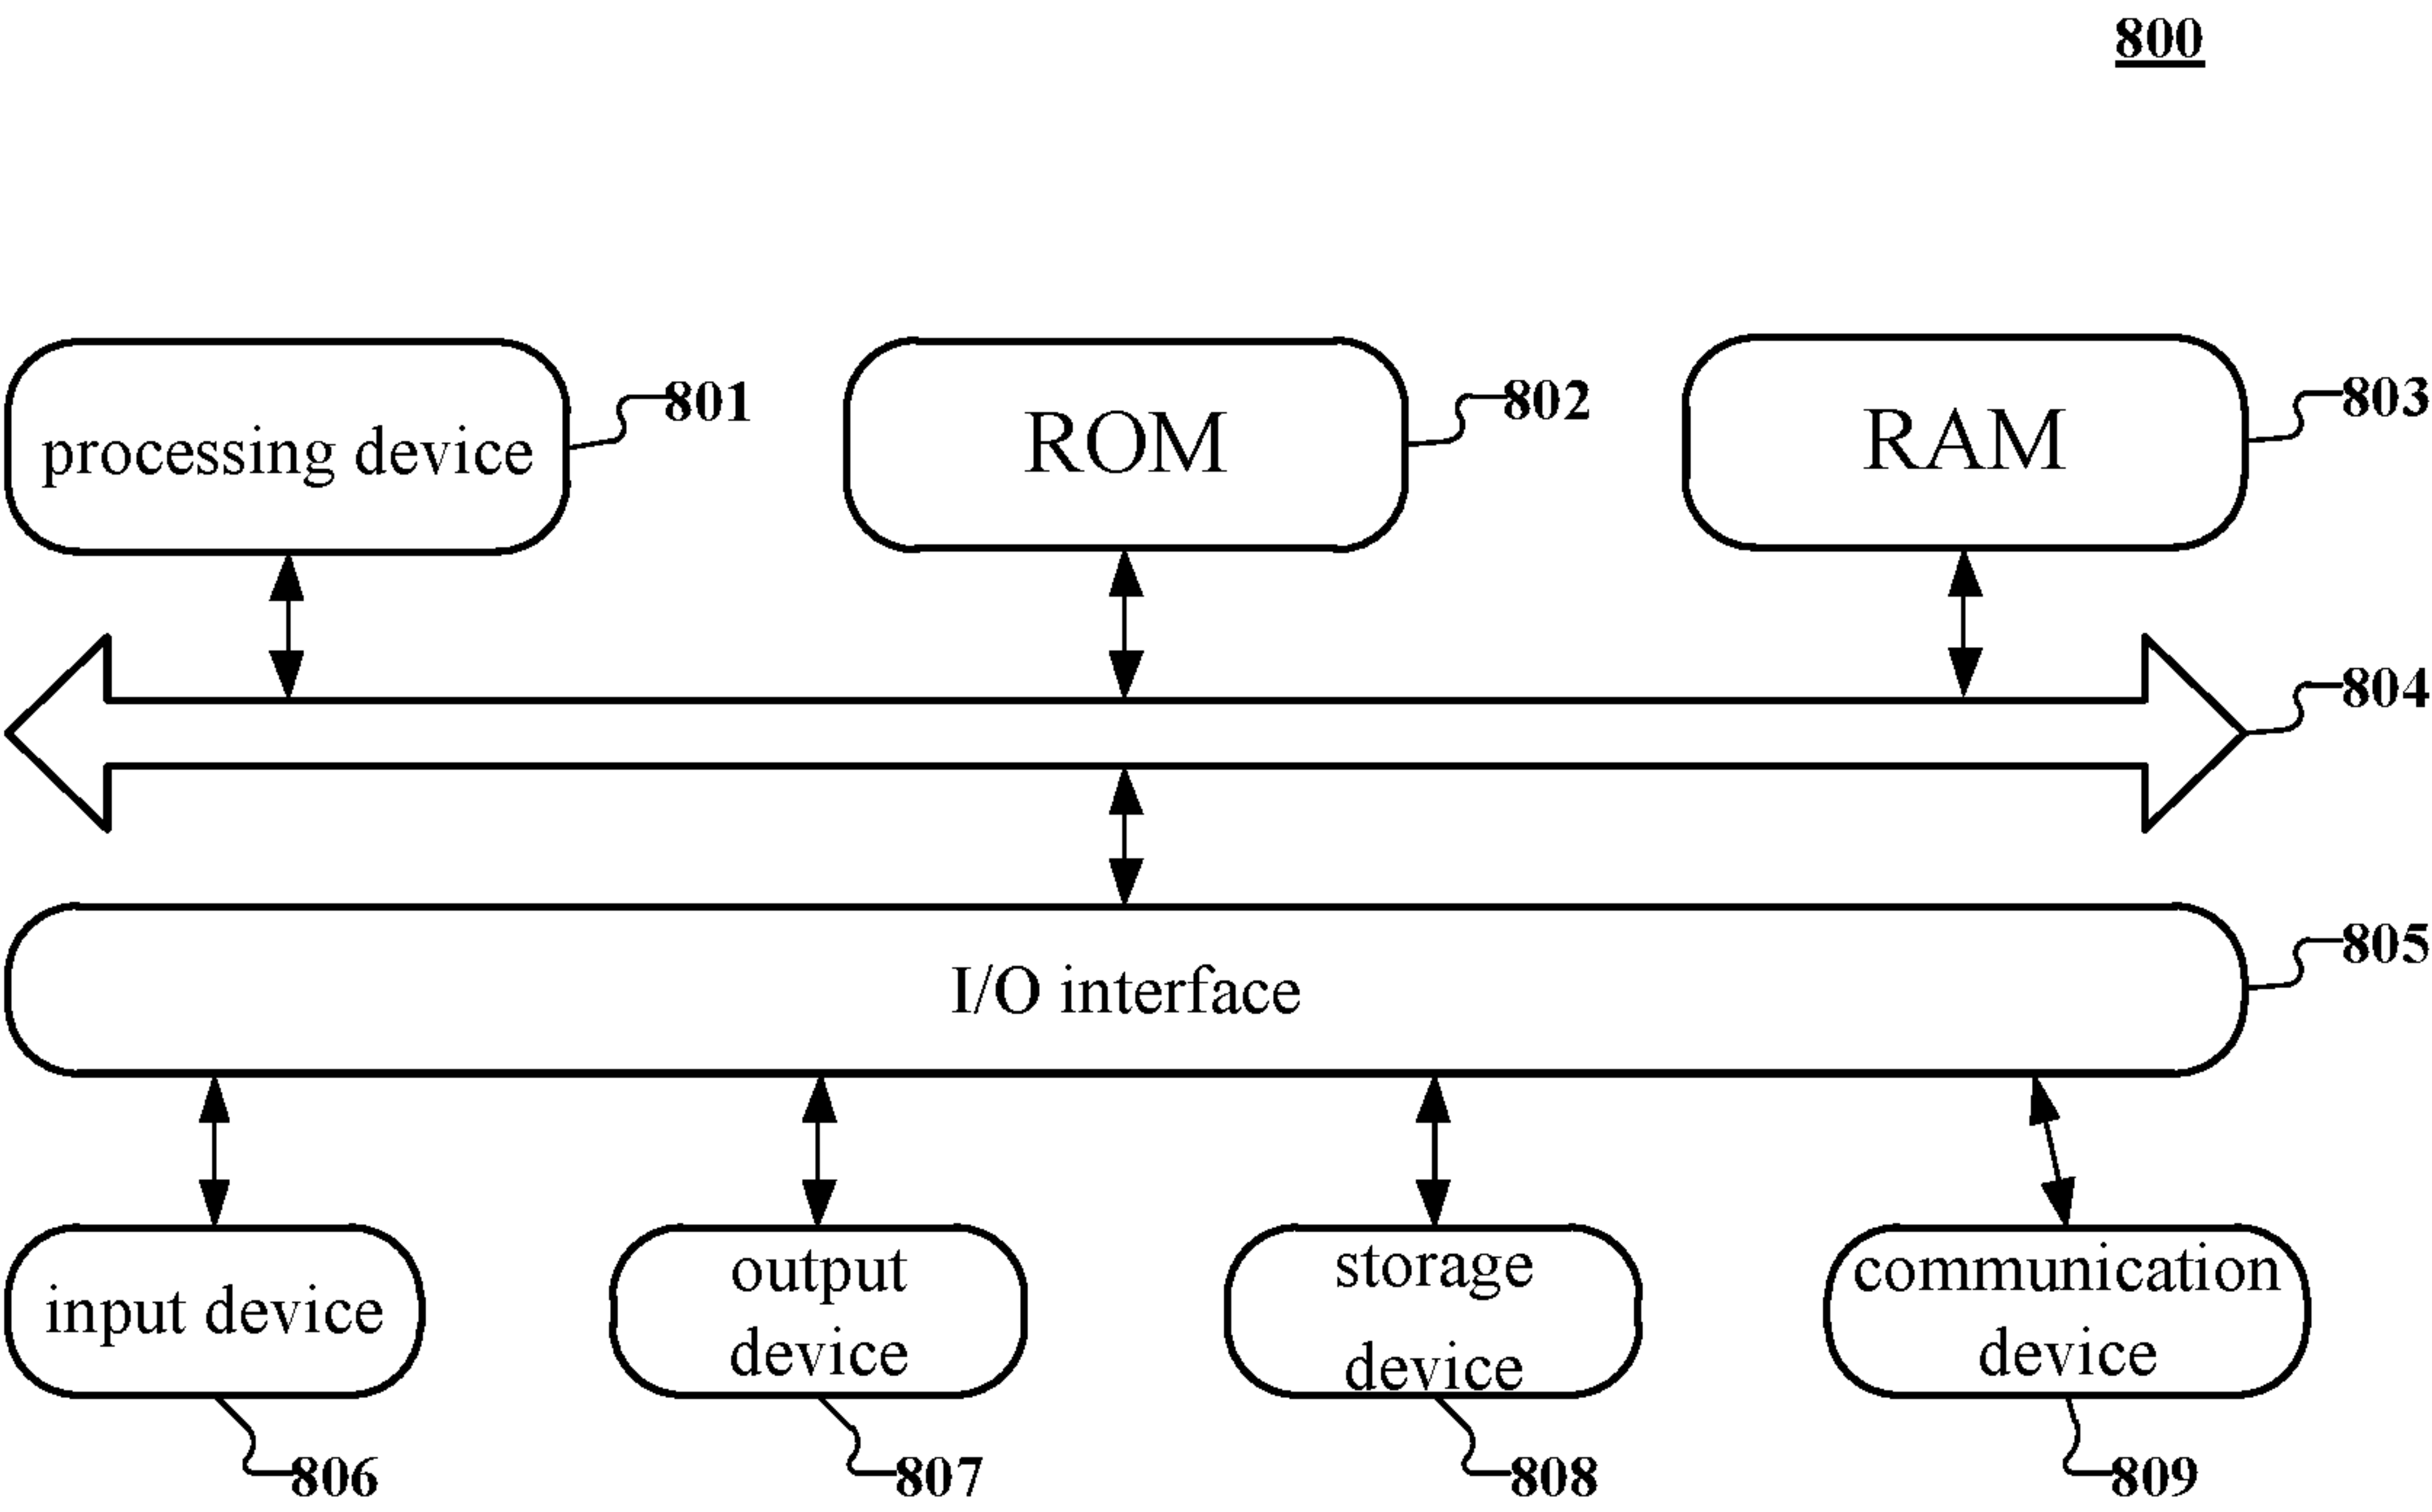 800
processing device
801
ROM
802
RAM
803
804
I/O interface
805
input device
output
device
storage
device
communication
device
806
807
808
809